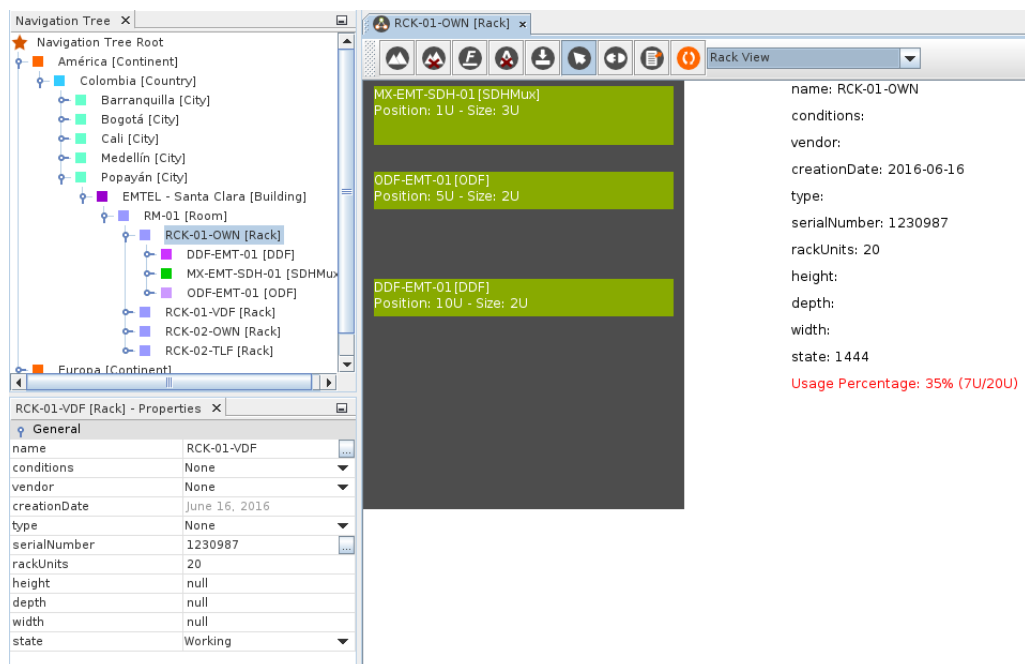 Navigation Tree
Navigation Tree Root
América [Continent]
Colombia [Country]
Barranquilla [City]
Bogotá [City]
Cali [City]
Medellín [City]
Popayán [City]
EMTEL - Santa Clara [Building]
RM-01 [Room]
RCK-01-OWN [Rack]
DDF-EMT-01 [DDF]
MX-EMT-SDH-01 [SDHMux
ODF-EMT-01 [ODF]
RCK-01-VDF [Rack]
RCK-02-OWN [Rack]
RCK-02-TLF [Rack]
Europa [Continent]
RCK-01-VDF [Rack] - Properties
General
name RCK-01-VDF ...
conditions None
vendor None
creationDate June 16, 2016
type None
serialNumber 1230987 ...
rackUnits 20
height null
depth null
width null
state Working
RCK-01-OWN [Rack]
Rack View
MX-EMT-SDH-01[SDHMux]
Position: 1U - Size: 3U
ODF-EMT-01[ODF]
Position: 5U - Size: 2U
DDF-EMT-01[DDF]
Position: 10U - Size: 2U
name: RCK-01-OWN
conditions:
vendor:
creationDate: 2016-06-16
type:
serialNumber: 1230987
rackUnits: 20
height:
depth:
width:
state: 1444
Usage Percentage: 35% (7U/20U)